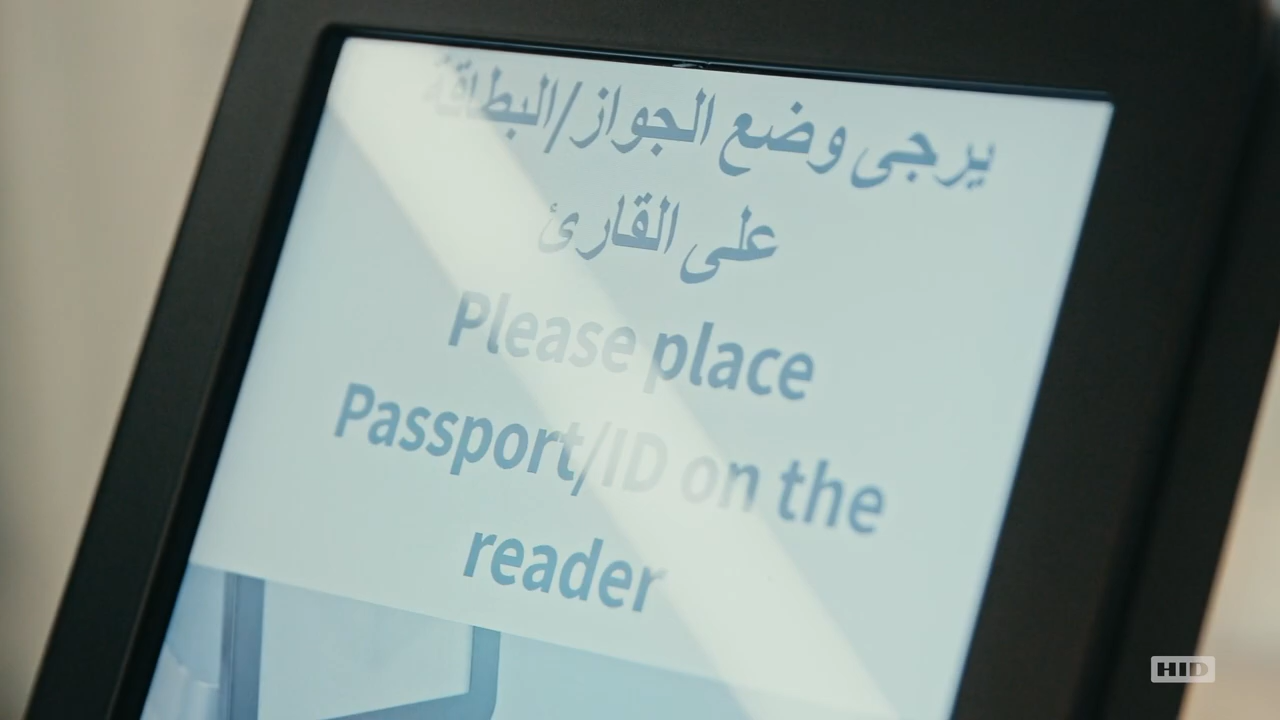 يرجى وضع الجواز/البطاقة
على القارئ
Please place
Passport/ID on the
reader
HID